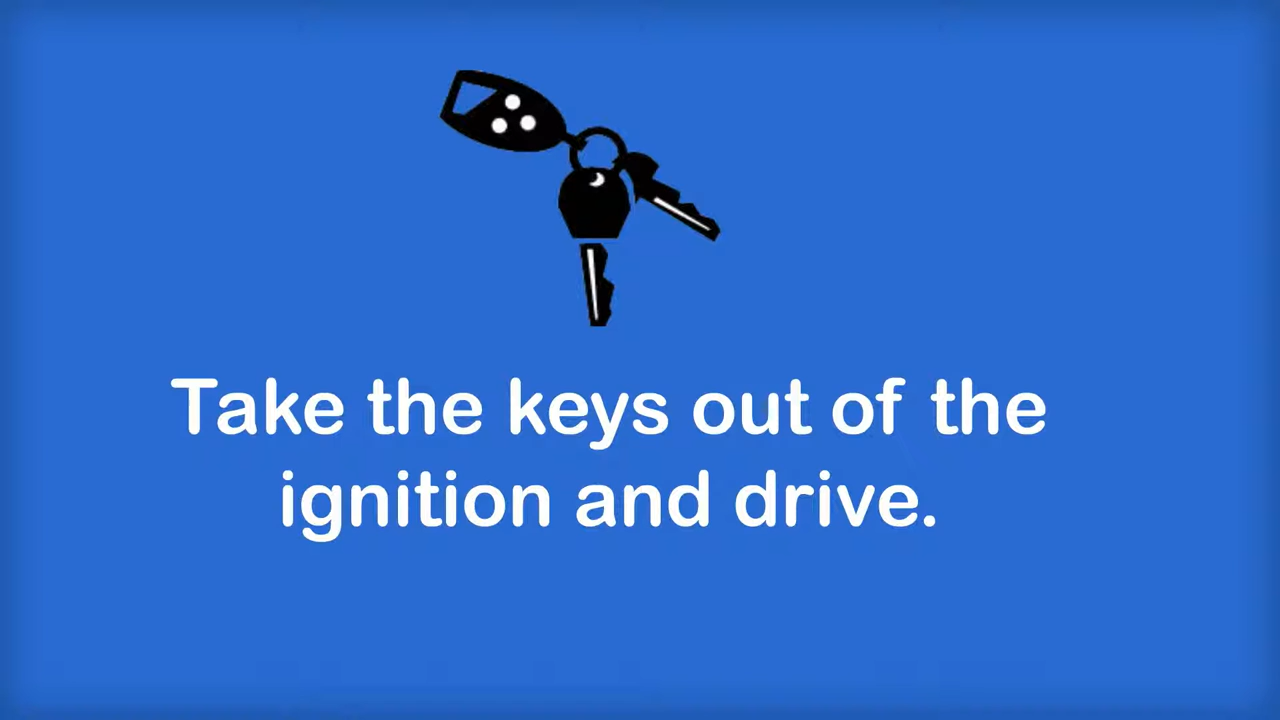 Take the keys out of the
ignition and drive.